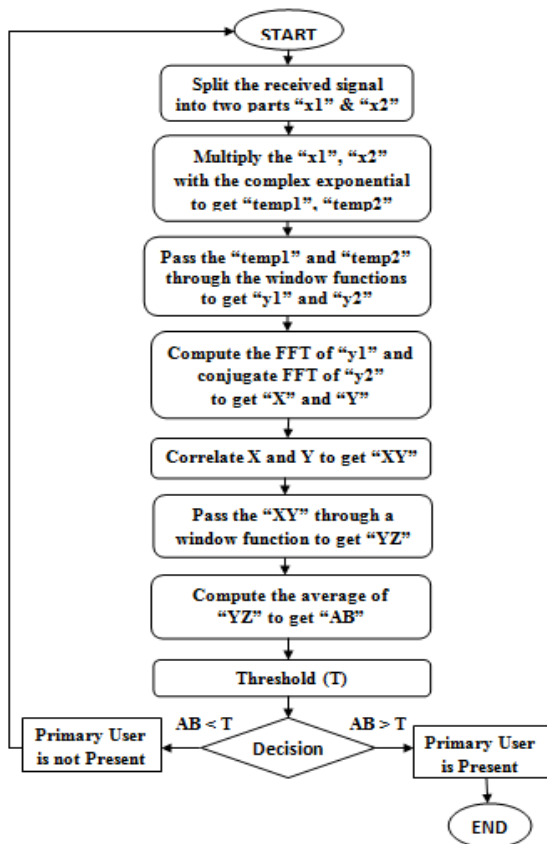 START
Split the received signal
into two parts “x1” & “x2”
Multiply the “x1”, “x2”
with the complex exponential
to get “temp1”, “temp2”
Pass the “temp1” and “temp2”
through the window functions
to get “y1” and “y2”
Compute the FFT of “y1” and
conjugate FFT of “y2”
to get “X” and “Y”
Correlate X and Y to get “XY”
Pass the “XY” through a
window function to get “YZ”
Compute the average of
“YZ” to get “AB”
Threshold (T)
AB < T
AB > T
Primary User
is not Present
Decision
Primary User
is Present
END